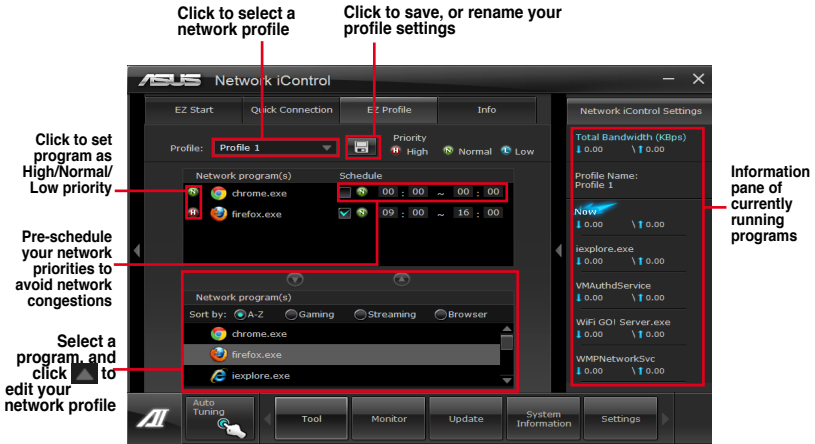 Click to select a
network profile
Click to save, or rename your
profile settings
ASUS Network iControl
EZ Start
Quick Connection
EZ Profile
Info
Network iControl Settings
Profile:
Profile 1
Priority
H High
N Normal
L Low
Click to set
program as
High/Normal/
Low priority
Network program(s)
Schedule
N chrome.exe
N 00 : 00 ~ 00 : 00
H firefox.exe
N 09 : 00 ~ 16 : 00
Pre-schedule
your network
priorities to
avoid network
congestions
Network program(s)
Sort by:
A-Z
Gaming
Streaming
Browser
chrome.exe
firefox.exe
iexplore.exe
Select a
program, and
click to
edit your
network profile
Total Bandwidth (KBps)
0.00 \ 0.00
Profile Name:
Profile 1
Now
0.00 \ 0.00
iexplore.exe
0.00 \ 0.00
VMAuthdService
0.00 \ 0.00
WiFi GO! Server.exe
0.00 \ 0.00
WMPNetworkSvc
0.00 \ 0.00
Information
pane of
currently
running
programs
Auto
Tuning
Tool
Monitor
Update
System
Information
Settings